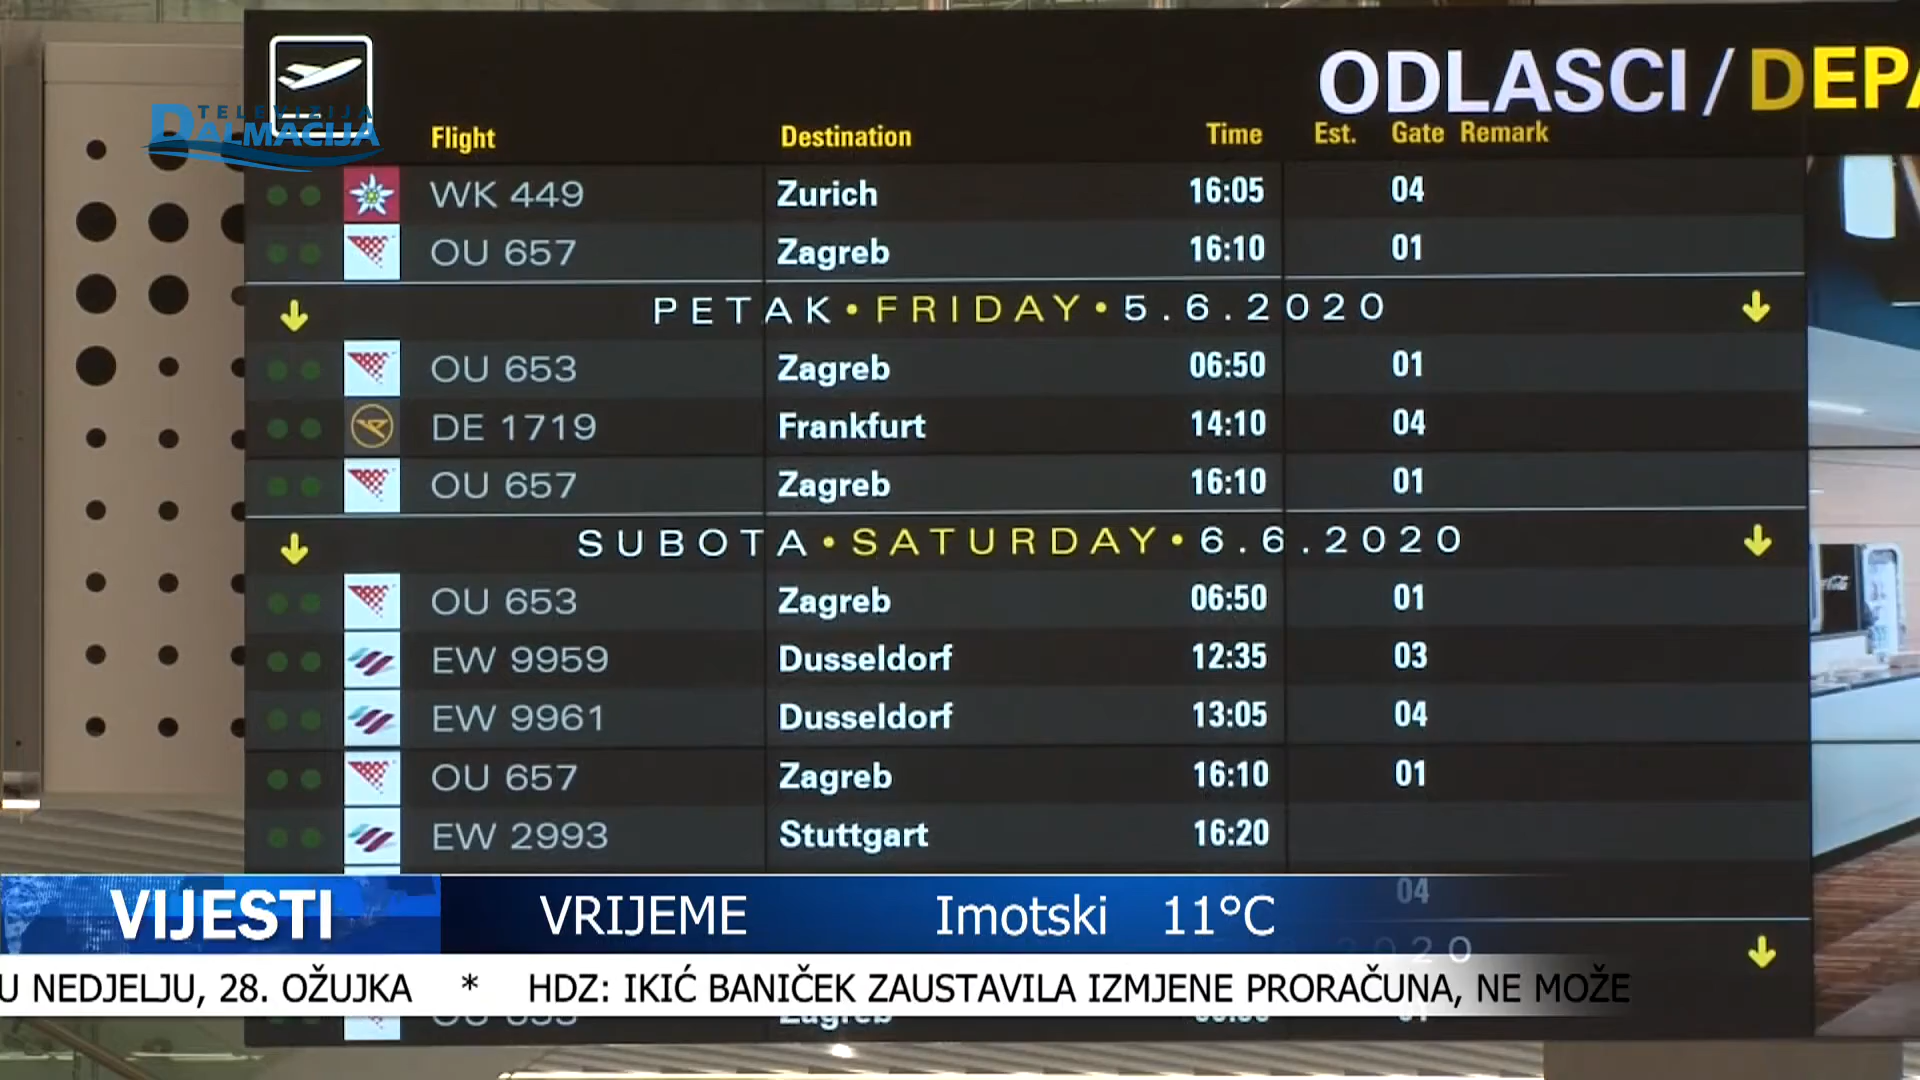 ODLASCI / DEPA
TELEVIZIJA
DALMACIJA
Flight Destination Time Est. Gate Remark
WK 449 Zurich 16:05 04
OU 657 Zagreb 16:10 01
PETAK • FRIDAY • 5.6.2020
OU 653 Zagreb 06:50 01
DE 1719 Frankfurt 14:10 04
OU 657 Zagreb 16:10 01
SUBOTA • SATURDAY • 6.6.2020
OU 653 Zagreb 06:50 01
EW 9959 Dusseldorf 12:35 03
EW 9961 Dusseldorf 13:05 04
OU 657 Zagreb 16:10 01
EW 2993 Stuttgart 16:20
04
VIJESTI VRIJEME Imotski 11°C
2020
U NEDJELJU, 28. OŽUJKA * HDZ: IKIĆ BANIČEK ZAUSTAVILA IZMJENE PRORAČUNA, NE MOŽE
Zagreb